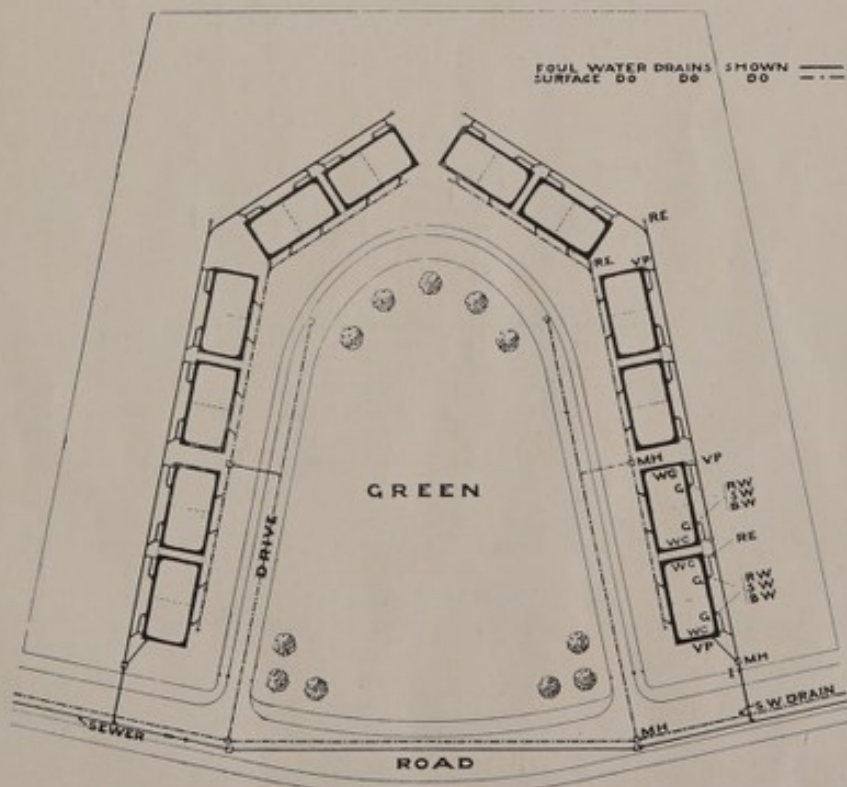 FOUL WATER DRAINS SHOWN
SURFACE DO DO DO
RE
RE VP
MH VP
WC
G
RW
SW
BW
G
WC
RE
WC
G
RW
SW
BW
G
WC
VP
MH
GREEN
DRIVE
S.W DRAIN
SEWER
MH
ROAD